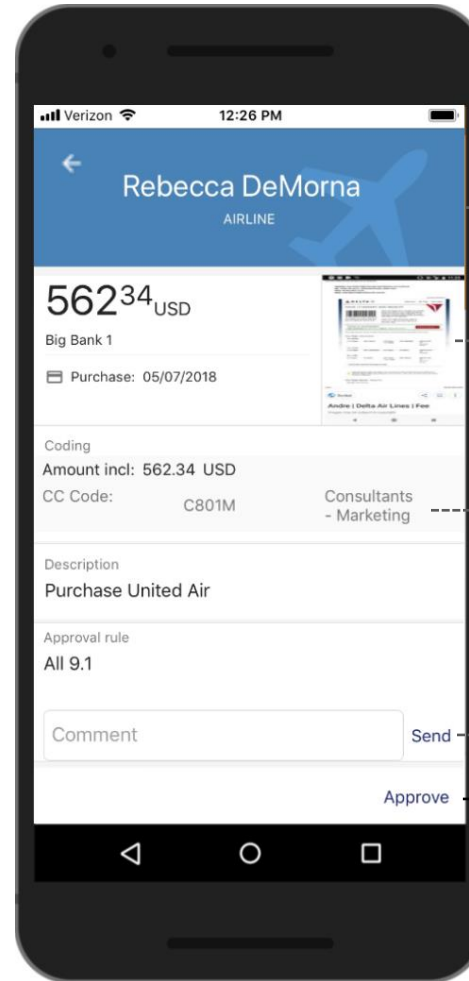 Verizon 12:26 PM
Rebecca DeMorna
AIRLINE
562³⁴ USD
Big Bank 1
Purchase: 05/07/2018
Andre | Delta Air Lines | Fee
Coding
Amount incl: 562.34 USD
CC Code: C801M Consultants
- Marketing
Description
Purchase United Air
Approval rule
All 9.1
Comment Send
Approve